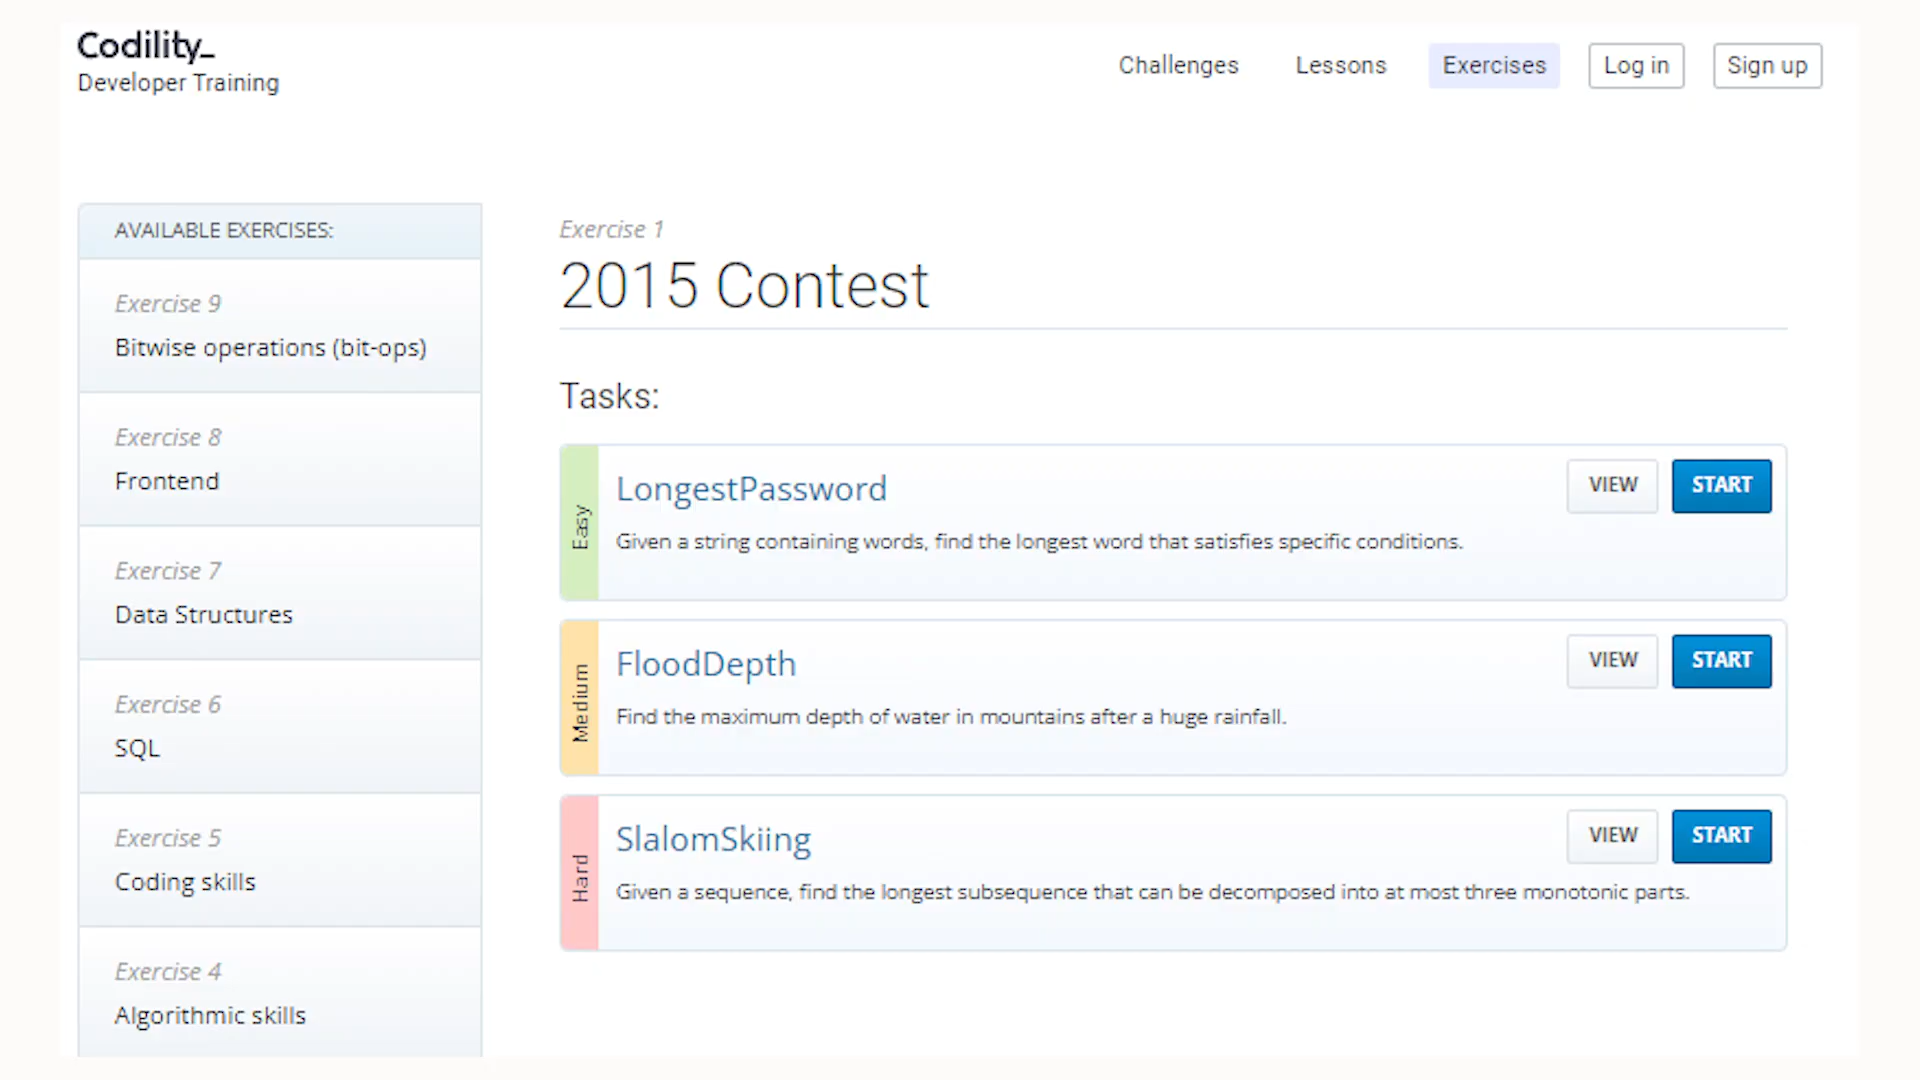 Codility_
Developer Training
Challenges
Lessons
Exercises
Log in
Sign up
AVAILABLE EXERCISES:
Exercise 9
Bitwise operations (bit-ops)
Exercise 8
Frontend
Exercise 7
Data Structures
Exercise 6
SQL
Exercise 5
Coding skills
Exercise 4
Algorithmic skills
Exercise 1
2015 Contest
Tasks:
Easy
LongestPassword
VIEW
START
Given a string containing words, find the longest word that satisfies specific conditions.
Medium
FloodDepth
VIEW
START
Find the maximum depth of water in mountains after a huge rainfall.
Hard
SlalomSkiing
VIEW
START
Given a sequence, find the longest subsequence that can be decomposed into at most three monotonic parts.